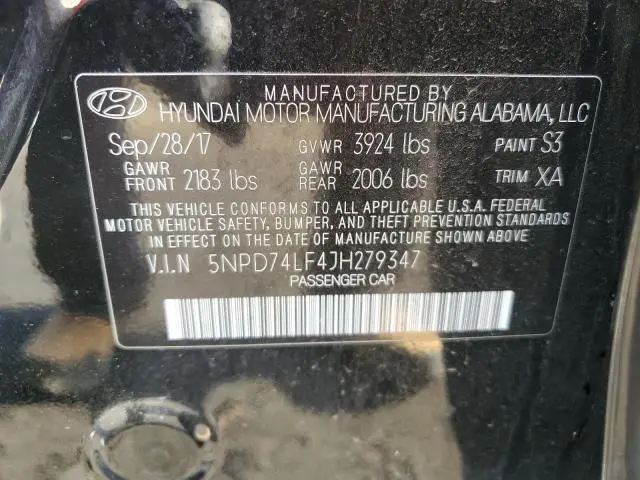 MANUFACTURED BY
HYUNDAI MOTOR MANUFACTURING ALABAMA, LLC
Sep/28/17 GVWR 3924 lbs PAINT S3
GAWR FRONT 2183 lbs GAWR REAR 2006 lbs TRIM XA
THIS VEHICLE CONFORMS TO ALL APPLICABLE U.S.A. FEDERAL
MOTOR VEHICLE SAFETY, BUMPER, AND THEFT PREVENTION STANDARDS
IN EFFECT ON THE DATE OF MANUFACTURE SHOWN ABOVE.
V.I.N 5NPD74LF4JH279347
PASSENGER CAR